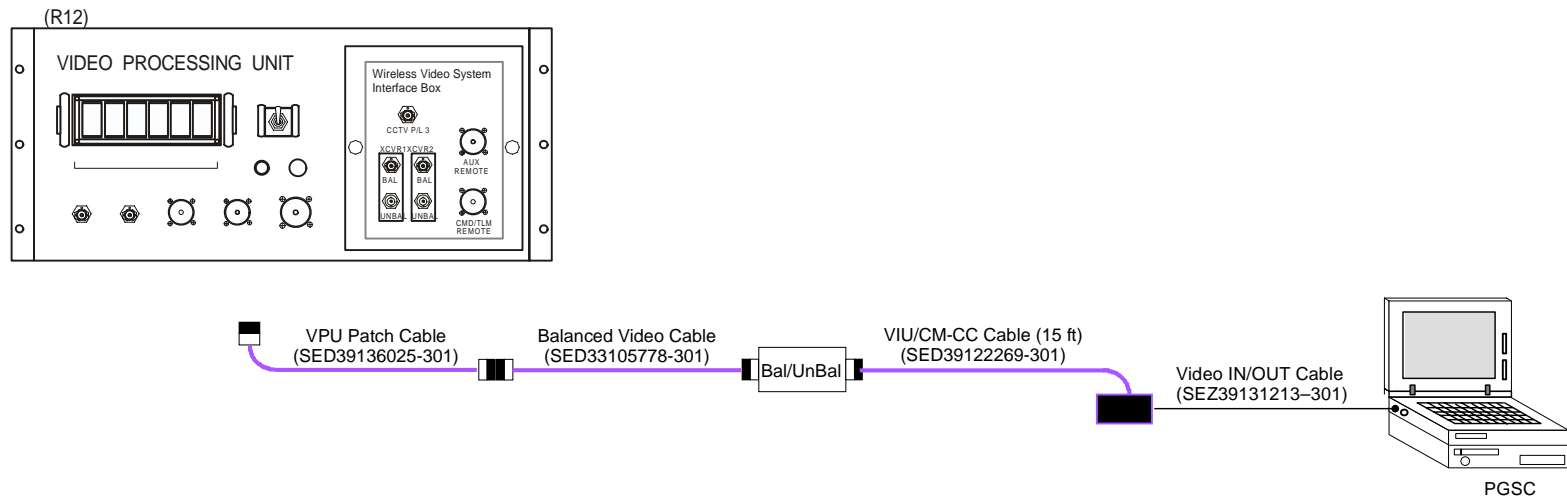 (R12)
VIDEO PROCESSING UNIT
Wireless Video System
Interface Box
CCTV P/L 3
XCVR1 XCVR2
BAL BAL
AUX
REMOTE
UNBAL UNBAL
CMD/TLM
REMOTE
VPU Patch Cable
(SED39136025-301)
Balanced Video Cable
(SED33105778-301)
Bal/UnBal
VIU/CM-CC Cable (15 ft)
(SED39122269-301)
Video IN/OUT Cable
(SEZ39131213–301)
PGSC